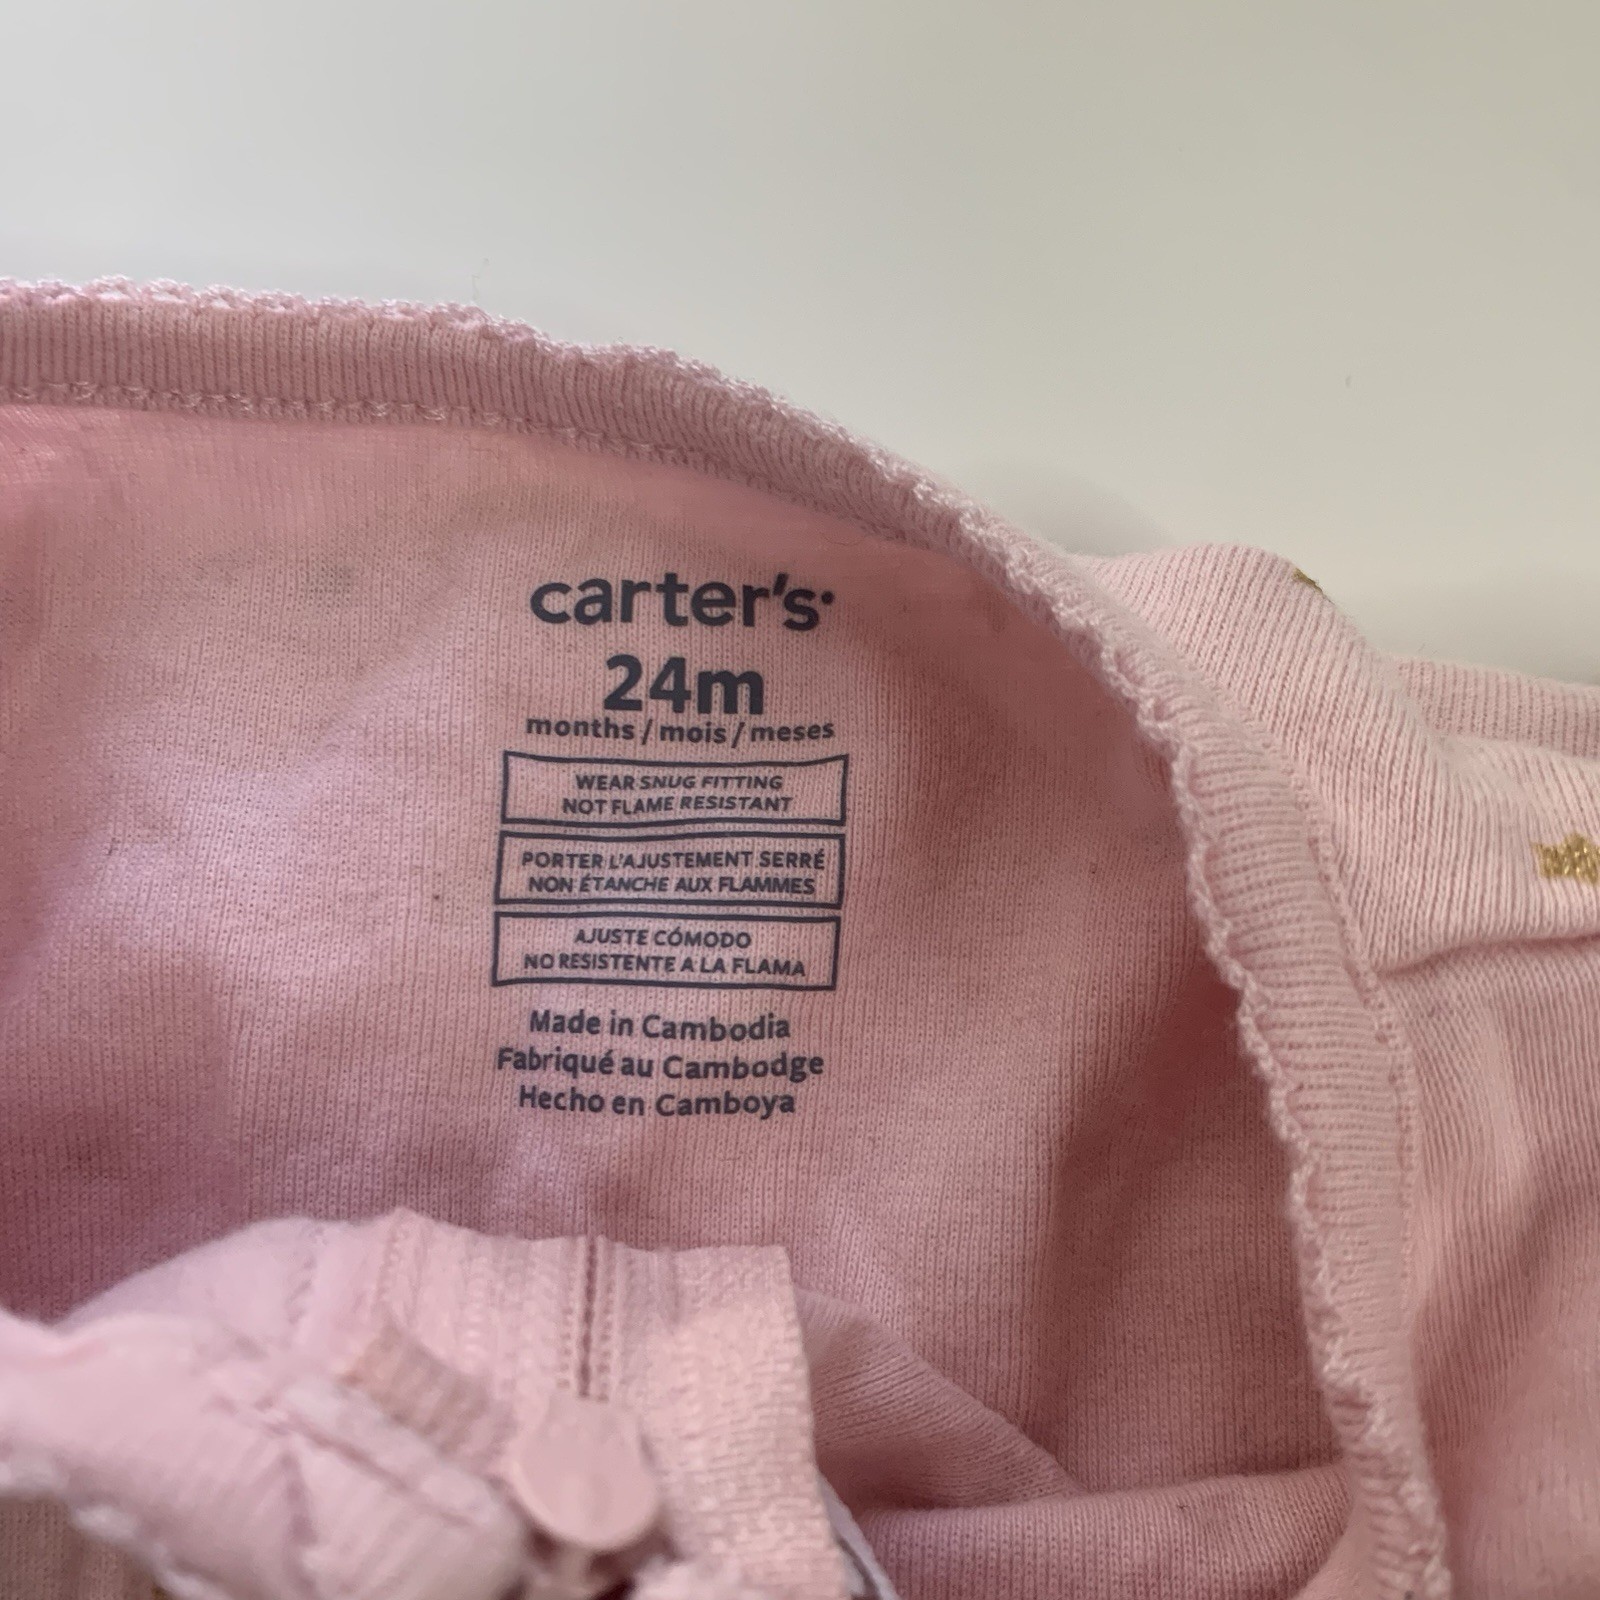 carter's
24m
months / mois / meses
WEAR SNUG FITTING
NOT FLAME RESISTANT
PORTER L'AJUSTEMENT SERRÉ
NON ÉTANCHE AUX FLAMMES
AJUSTE CÓMODO
NO RESISTENTE A LA FLAMA
Made in Cambodia
Fabriqué au Cambodge
Hecho en Camboya